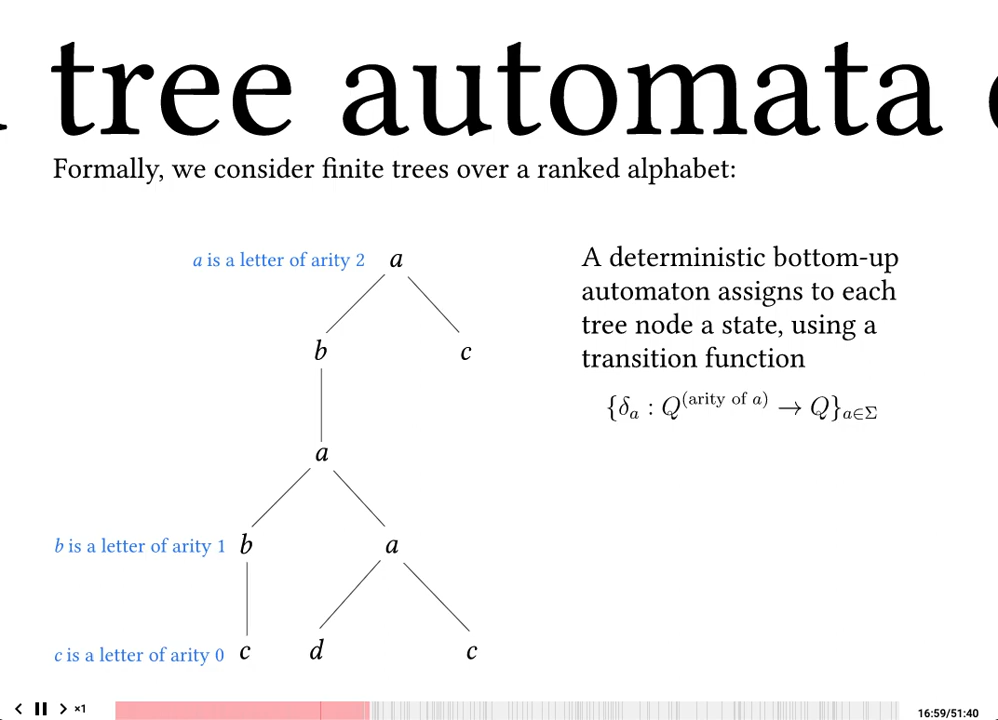 tree automata
Formally, we consider finite trees over a ranked alphabet:
a is a letter of arity 2 a
b c
a
b is a letter of arity 1 b a
c is a letter of arity 0 c d c
A deterministic bottom-up
automaton assigns to each
tree node a state, using a
transition function
{δₐ : Q^(arity of a) → Q}ₐ∈Σ
×1
16:59/51:40